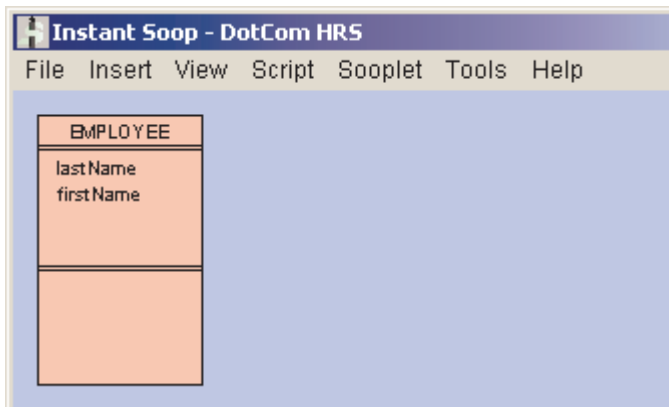 Instant Soop - DotCom HRS
File Insert View Script Sooplet Tools Help
EMPLOYEE
lastName
firstName